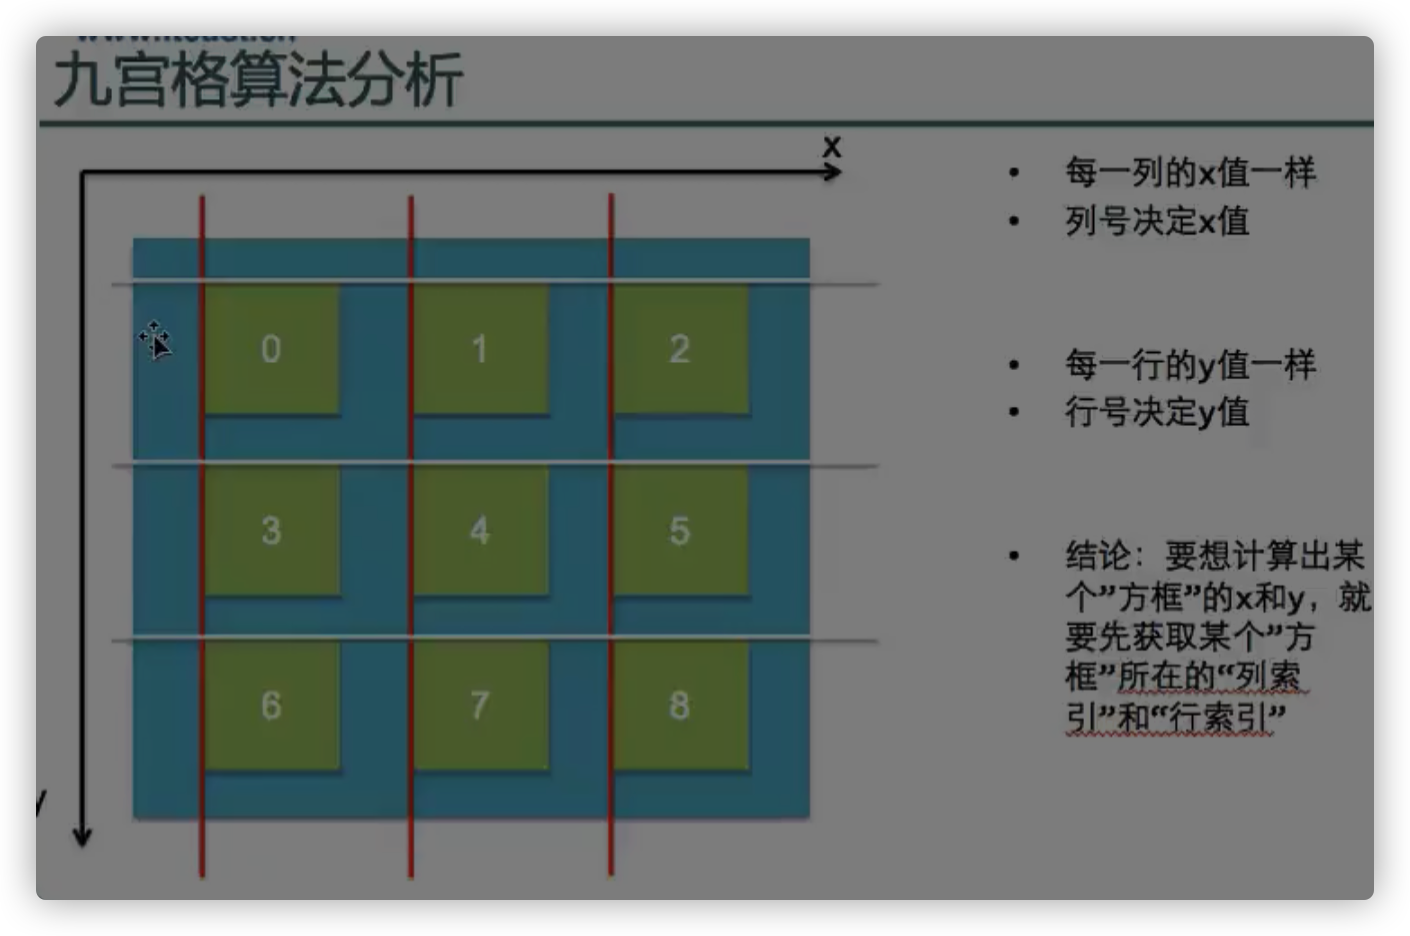 九宫格算法分析
x
每一列的x值一样
列号决定x值
0 1 2
每一行的y值一样
行号决定y值
3 4 5
结论：要想计算出某
个”方框”的x和y，就
要先获取某个”方
框”所在的“列索
引”和“行索引”
6 7 8
y